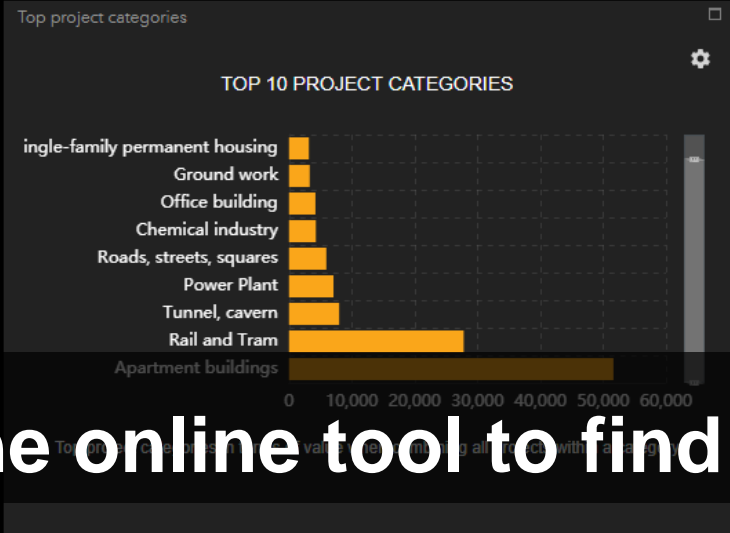 Top project categories
TOP 10 PROJECT CATEGORIES
ingle-family permanent housing
Ground work
Office building
Chemical industry
Roads, streets, squares
Power Plant
Tunnel, cavern
Rail and Tram
Apartment buildings
0 10,000 20,000 30,000 40,000 50,000 60,000
e online tool to find